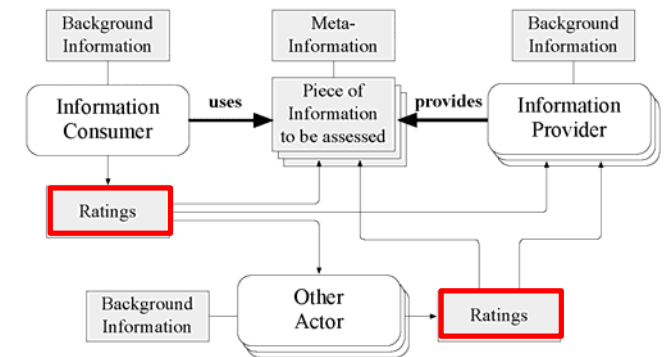 Background
Information
Meta-
Information
Background
Information
Information
Consumer
uses
Piece of
Information
to be assessed
provides
Information
Provider
Ratings
Background
Information
Other
Actor
Ratings